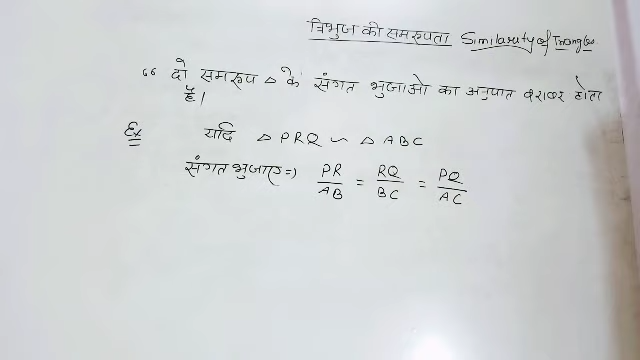 त्रिभुज की समरूपता Similarity of Triangles
“ दो समरूप △ के संगत भुजाओ का अनुपात बराबर होता
है।
Ex यदि △ PRQ ∽ △ ABC
संगत भुजाए => PR/AB = RQ/BC = PQ/AC